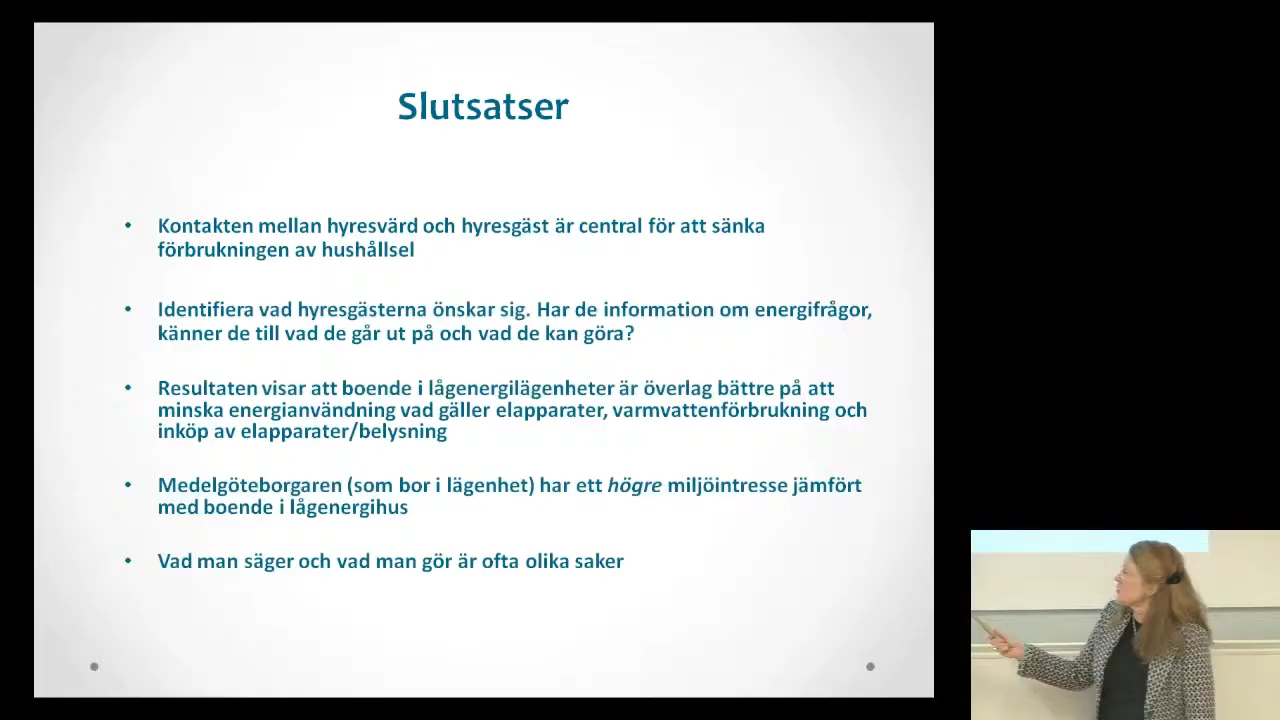 Slutsatser
• Kontakten mellan hyresvärd och hyresgäst är central för att sänka
förbrukningen av hushållsel
• Identifiera vad hyresgästerna önskar sig. Har de information om energifrågor,
känner de till vad de går ut på och vad de kan göra?
• Resultaten visar att boende i lågenergilägenheter är överlag bättre på att
minska energianvändning vad gäller elapparater, varmvattenförbrukning och
inköp av elapparater/belysning
• Medelgöteborgaren (som bor i lägenhet) har ett högre miljöintresse jämfört
med boende i lågenergihus
• Vad man säger och vad man gör är ofta olika saker